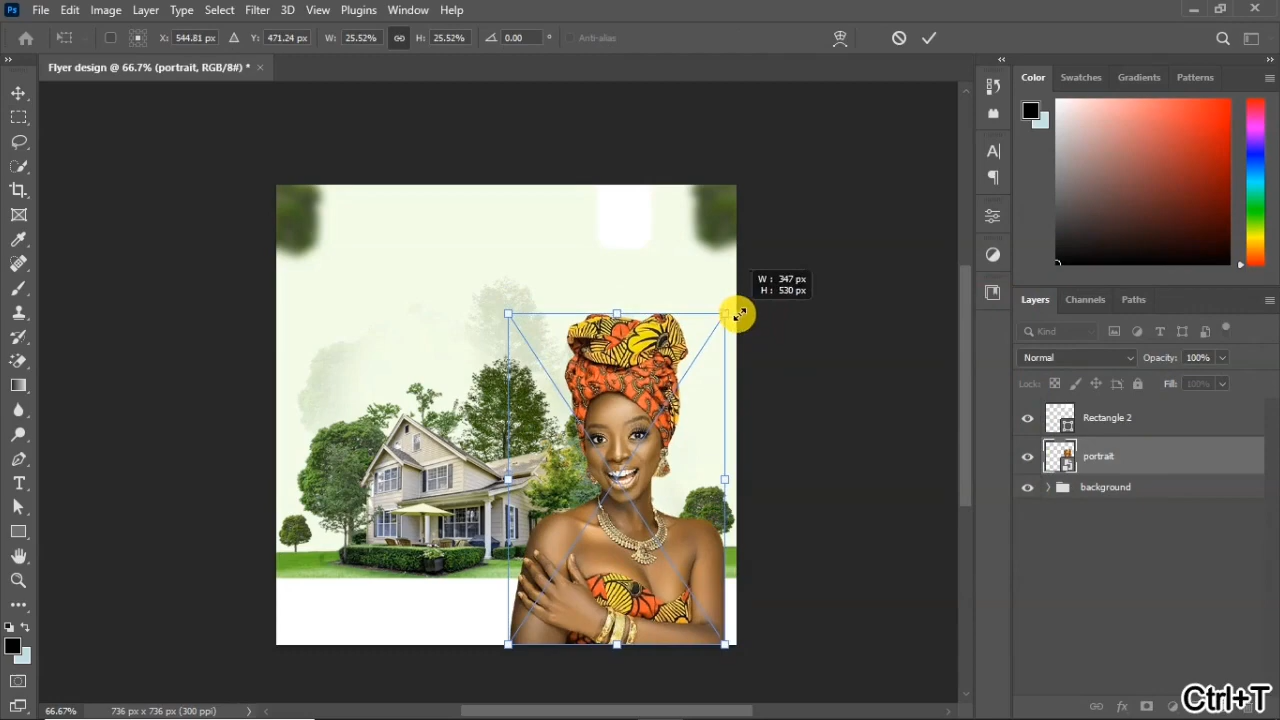 Ps File Edit Image Layer Type Select Filter 3D View Plugins Window Help
X: 544.81 px Y: 471.24 px W: 25.52% H: 25.52% 0.00 ° Anti-alias
Flyer design @ 66.7% (portrait, RGB/8#) * ×
Color Swatches Gradients Patterns
W : 347 px
H : 530 px
Layers Channels Paths
Kind
Normal Opacity: 100%
Lock: Fill: 100%
Rectangle 2
portrait
background
Ctrl+T
66.67% 736 px x 736 px (300 ppi)